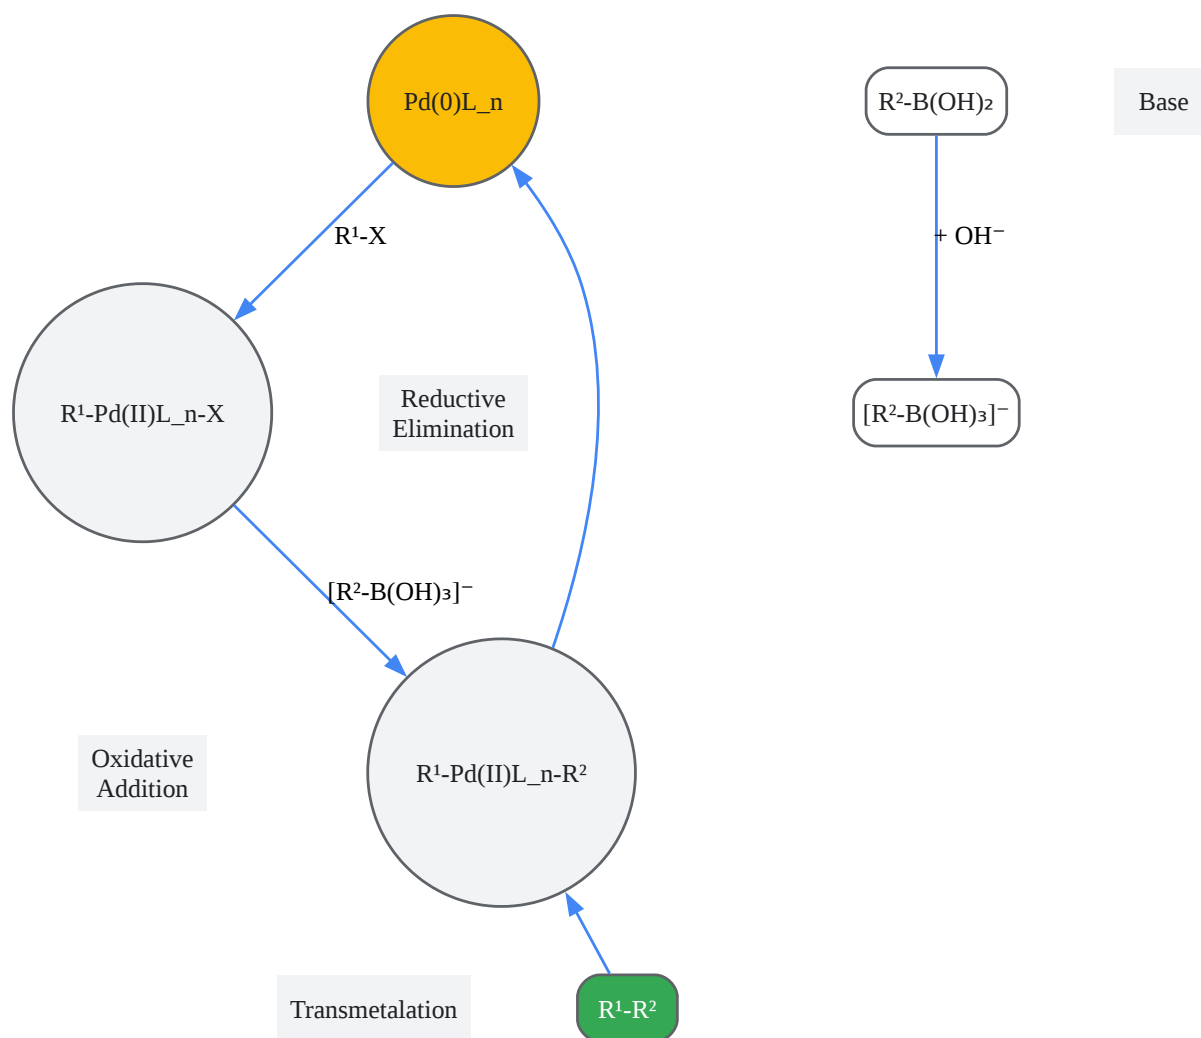 Pd(0)L_n
R²-B(OH)₂
Base
R¹-X
+ OH⁻
R¹-Pd(II)L_n-X
Reductive
Elimination
[R²-B(OH)₃]⁻
[R²-B(OH)₃]⁻
Oxidative
Addition
R¹-Pd(II)L_n-R²
Transmetalation
R¹-R²